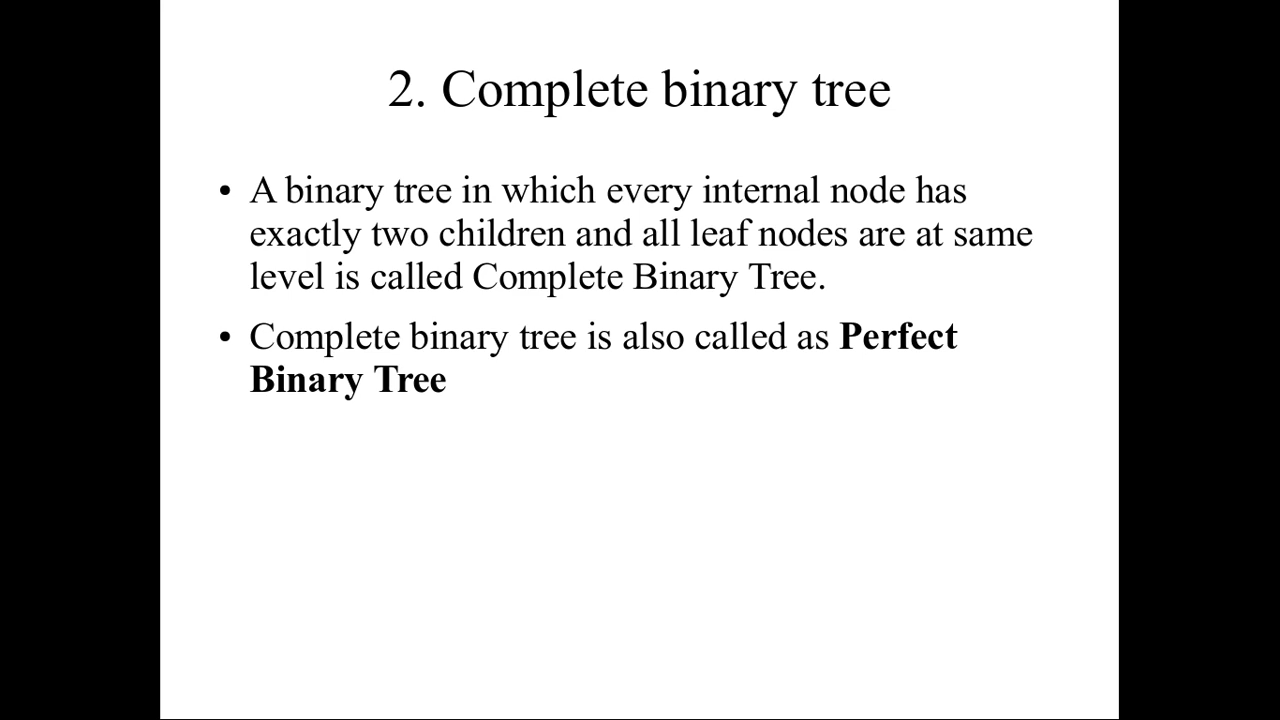 2. Complete binary tree
• A binary tree in which every internal node has
exactly two children and all leaf nodes are at same
level is called Complete Binary Tree.
• Complete binary tree is also called as Perfect
Binary Tree